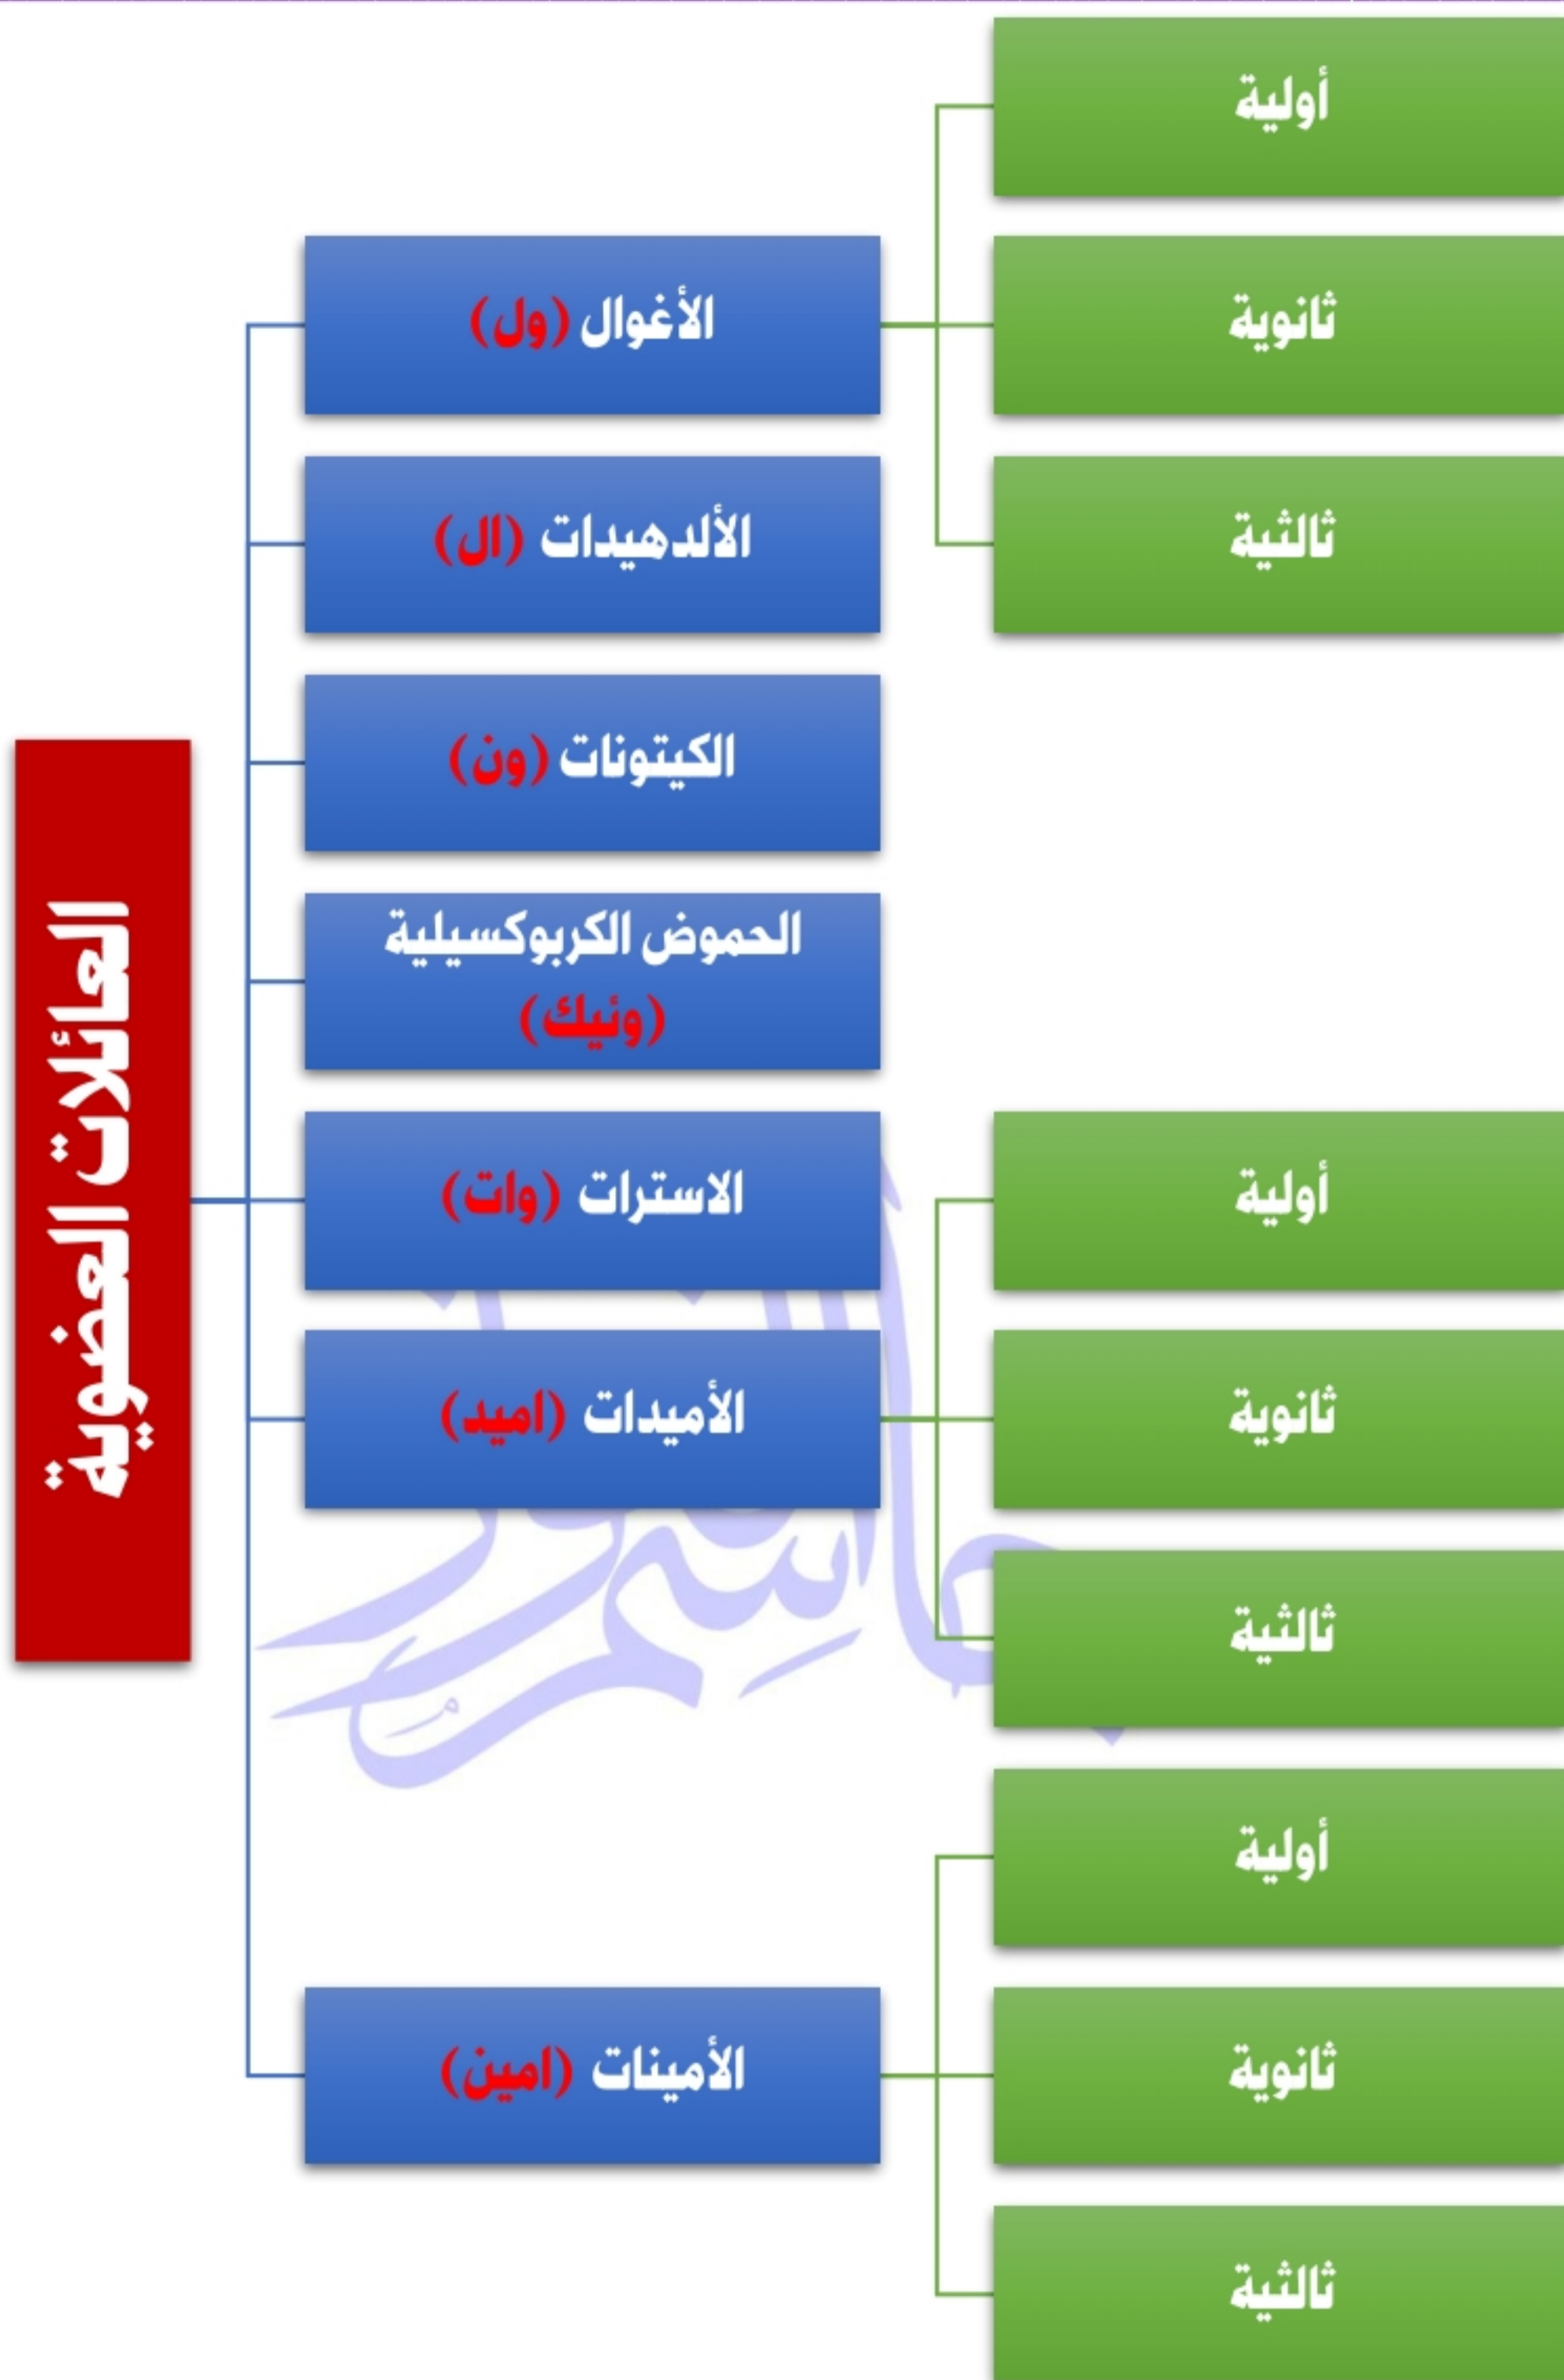 العائلات العضوية
الأغوال (ول)
أولية
ثانوية
ثالثية
الألدهيدات (ال)
الكيتونات (ون)
الحموض الكربوكسيلية
(وئيك)
الاسترات (وات)
الأميدات (اميد)
أولية
ثانوية
ثالثية
الأمينات (امين)
أولية
ثانوية
ثالثية